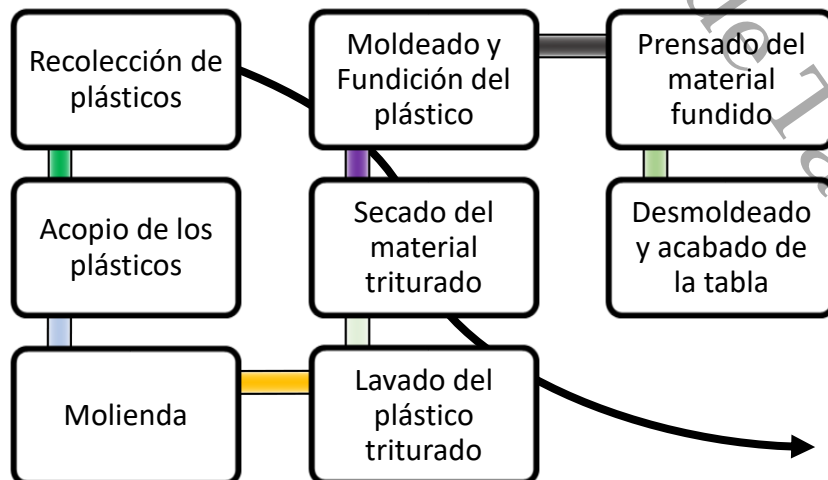 Recolección de
plásticos
Acopio de los
plásticos
Molienda
Lavado del
plástico
triturado
Secado del
material
triturado
Moldeado y
Fundición del
plástico
Prensado del
material
fundido
Desmoldeado
y acabado de
la tabla
de